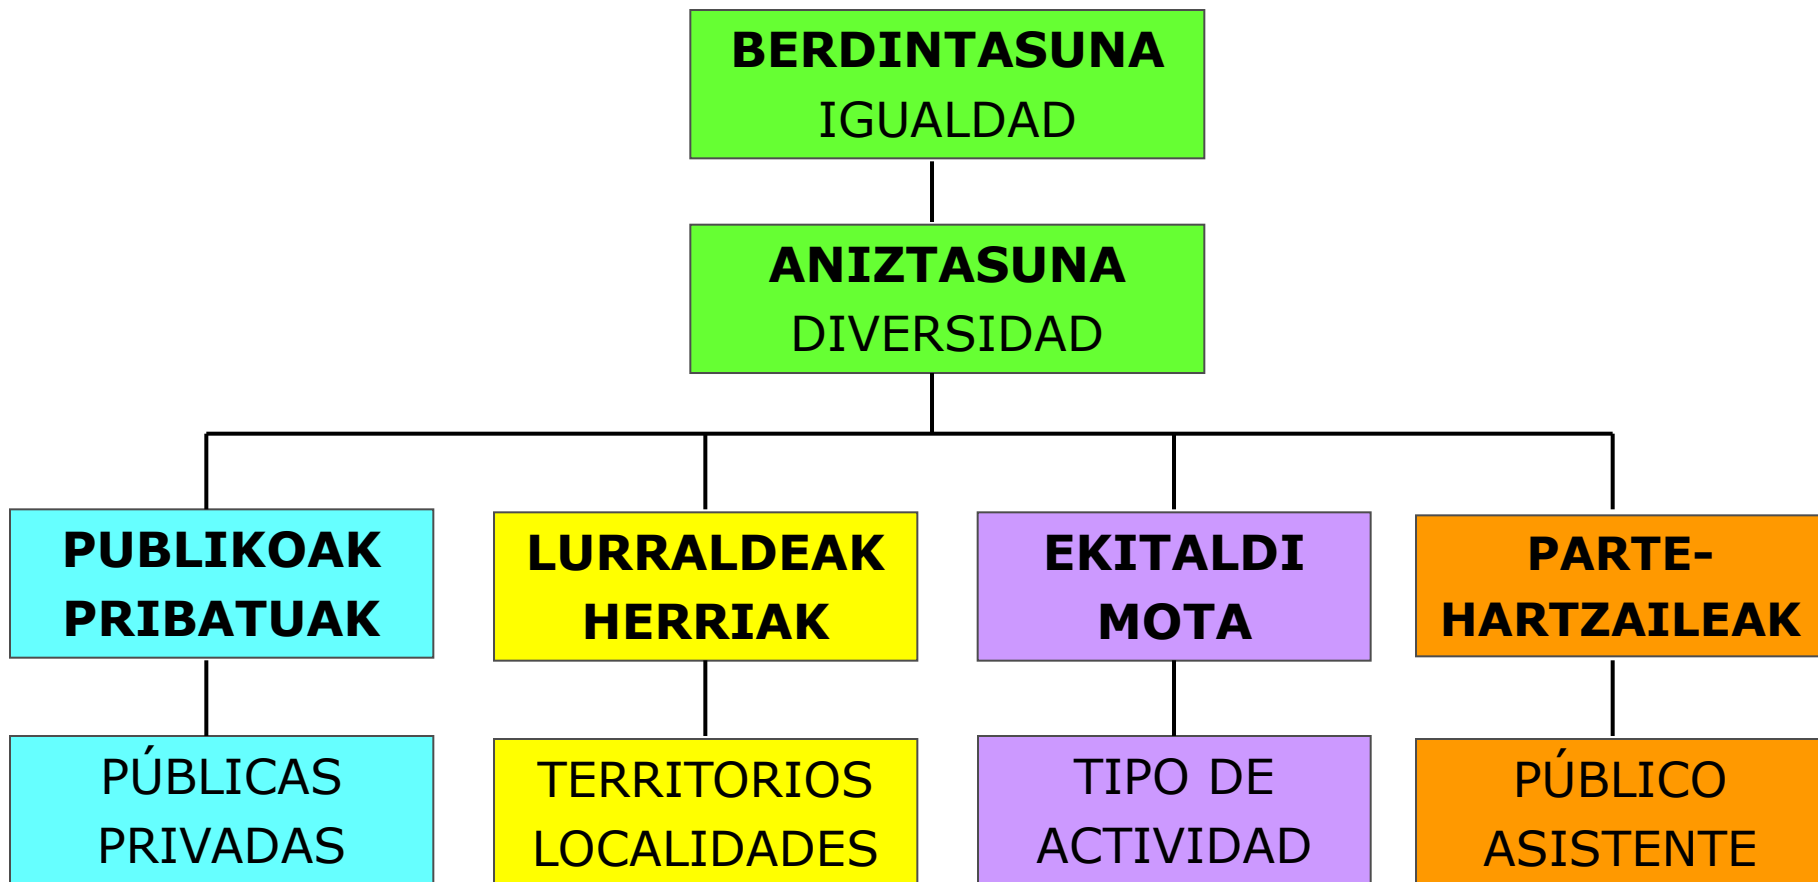 BERDINTASUNA
IGUALDAD
ANIZTASUNA
DIVERSIDAD
PUBLIKOAK
PRIBATUAK
LURRALDEAK
HERRIAK
EKITALDI
MOTA
PARTE-
HARTZAILEAK
PÚBLICAS
PRIVADAS
TERRITORIOS
LOCALIDADES
TIPO DE
ACTIVIDAD
PÚBLICO
ASISTENTE